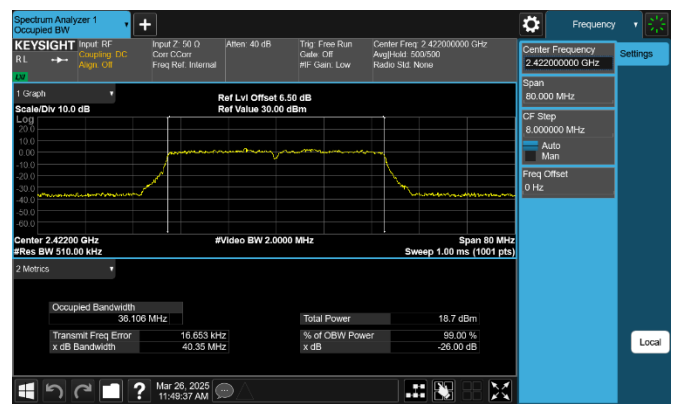 Spectrum Analyzer 1
Occupied BW
+
Frequency
KEYSIGHT Input: RF Input Z: 50 Ω Atten: 40 dB Trig: Free Run Center Freq: 2.422000000 GHz
RL Coupling: DC Corr CCorr Gate: Off Avg|Hold: 500/500
Align: Off Freq Ref: Internal #IF Gain: Low Radio Std: None
LW
Center Frequency
2.422000000 GHz
Settings
Span
80.000 MHz
CF Step
8.000000 MHz
Auto
Man
Freq Offset
0 Hz
1 Graph
Ref Lvl Offset 6.50 dB
Scale/Div 10.0 dB Ref Value 30.00 dBm
Log
20.0
10.0
0.00
-10.0
-20.0
-30.0
-40.0
-50.0
-60.0
Center 2.42200 GHz #Video BW 2.0000 MHz Span 80 MHz
#Res BW 510.00 kHz Sweep 1.00 ms (1001 pts)
2 Metrics
Occupied Bandwidth
36.106 MHz Total Power 18.7 dBm
Transmit Freq Error 16.653 kHz % of OBW Power 99.00 %
x dB Bandwidth 40.35 MHz x dB -26.00 dB
Local
? Mar 26, 2025
11:49:37 AM